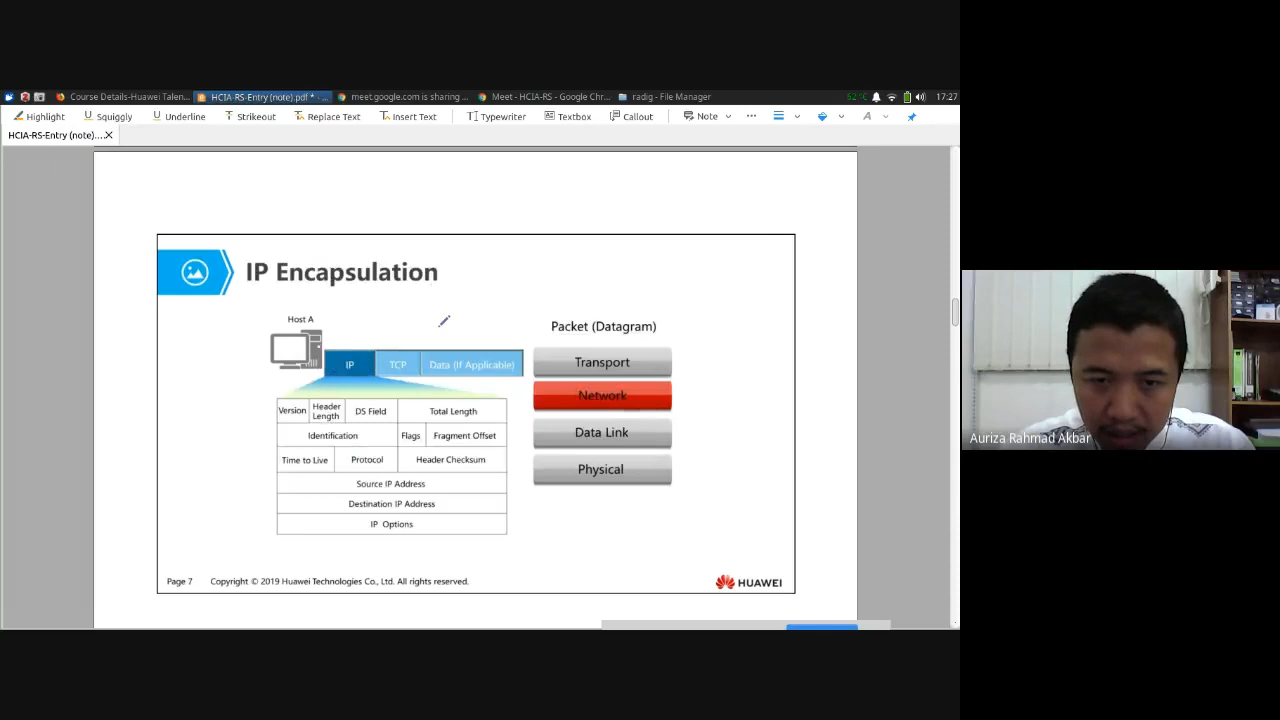 Course Details-Huawei Talen...
HCIA-RS-Entry (note).pdf * - ...
meet.google.com is sharing ...
Meet - HCIA-RS - Google Chr...
radig - File Manager
52°C
17:27
Highlight
Squiggly
Underline
Strikeout
Replace Text
Insert Text
Typewriter
Textbox
Callout
Note
HCIA-RS-Entry (note)....
IP Encapsulation
Host A
IP
TCP
Data (If Applicable)
Packet (Datagram)
Transport
Network
Data Link
Physical
Version
Header
Length
DS Field
Total Length
Identification
Flags
Fragment Offset
Time to Live
Protocol
Header Checksum
Source IP Address
Destination IP Address
IP Options
Page 7
Copyright © 2019 Huawei Technologies Co., Ltd. All rights reserved.
HUAWEI
Auriza Rahmad Akbar